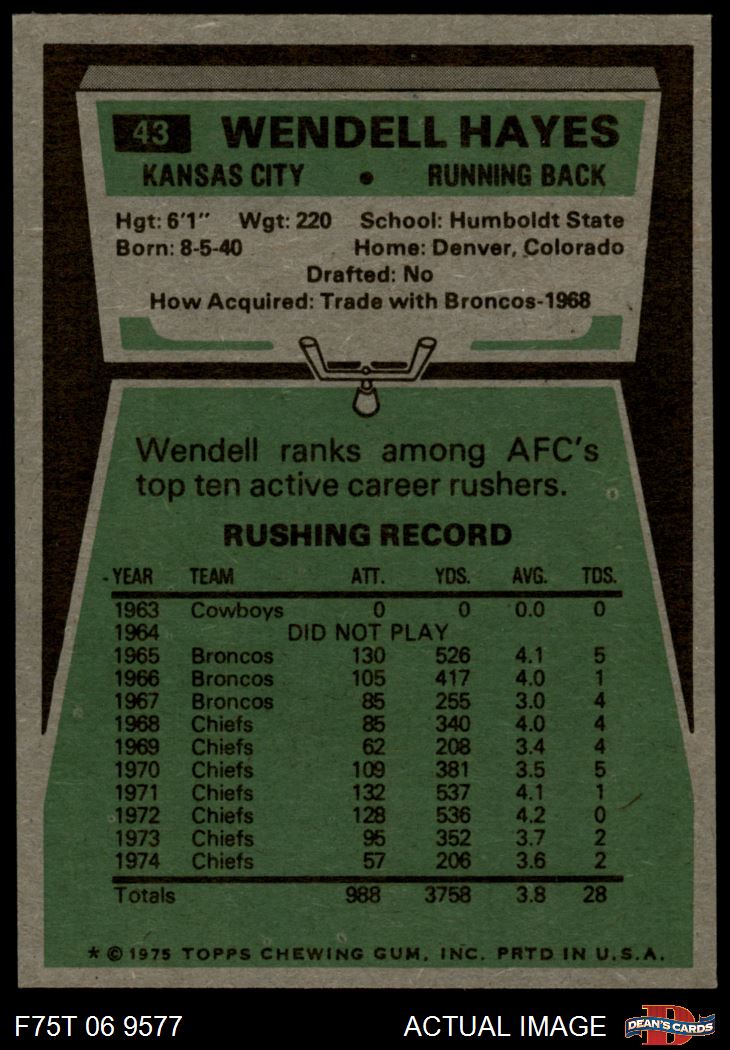 43 WENDELL HAYES
KANSAS CITY • RUNNING BACK
Hgt: 6'1" Wgt: 220 School: Humboldt State
Born: 8-5-40 Home: Denver, Colorado
Drafted: No
How Acquired: Trade with Broncos-1968
Wendell ranks among AFC's
top ten active career rushers.
RUSHING RECORD
YEAR TEAM ATT. YDS. AVG. TDS.
1963 Cowboys 0 0 0.0 0
1964 DID NOT PLAY
1965 Broncos 130 526 4.1 5
1966 Broncos 105 417 4.0 1
1967 Broncos 85 255 3.0 4
1968 Chiefs 85 340 4.0 4
1969 Chiefs 62 208 3.4 4
1970 Chiefs 109 381 3.5 5
1971 Chiefs 132 537 4.1 1
1972 Chiefs 128 536 4.2 0
1973 Chiefs 95 352 3.7 2
1974 Chiefs 57 206 3.6 2
Totals 988 3758 3.8 28
* © 1975 TOPPS CHEWING GUM, INC. PRTD IN U.S.A.
F75T 06 9577 ACTUAL IMAGE D DEAN'S CARDS